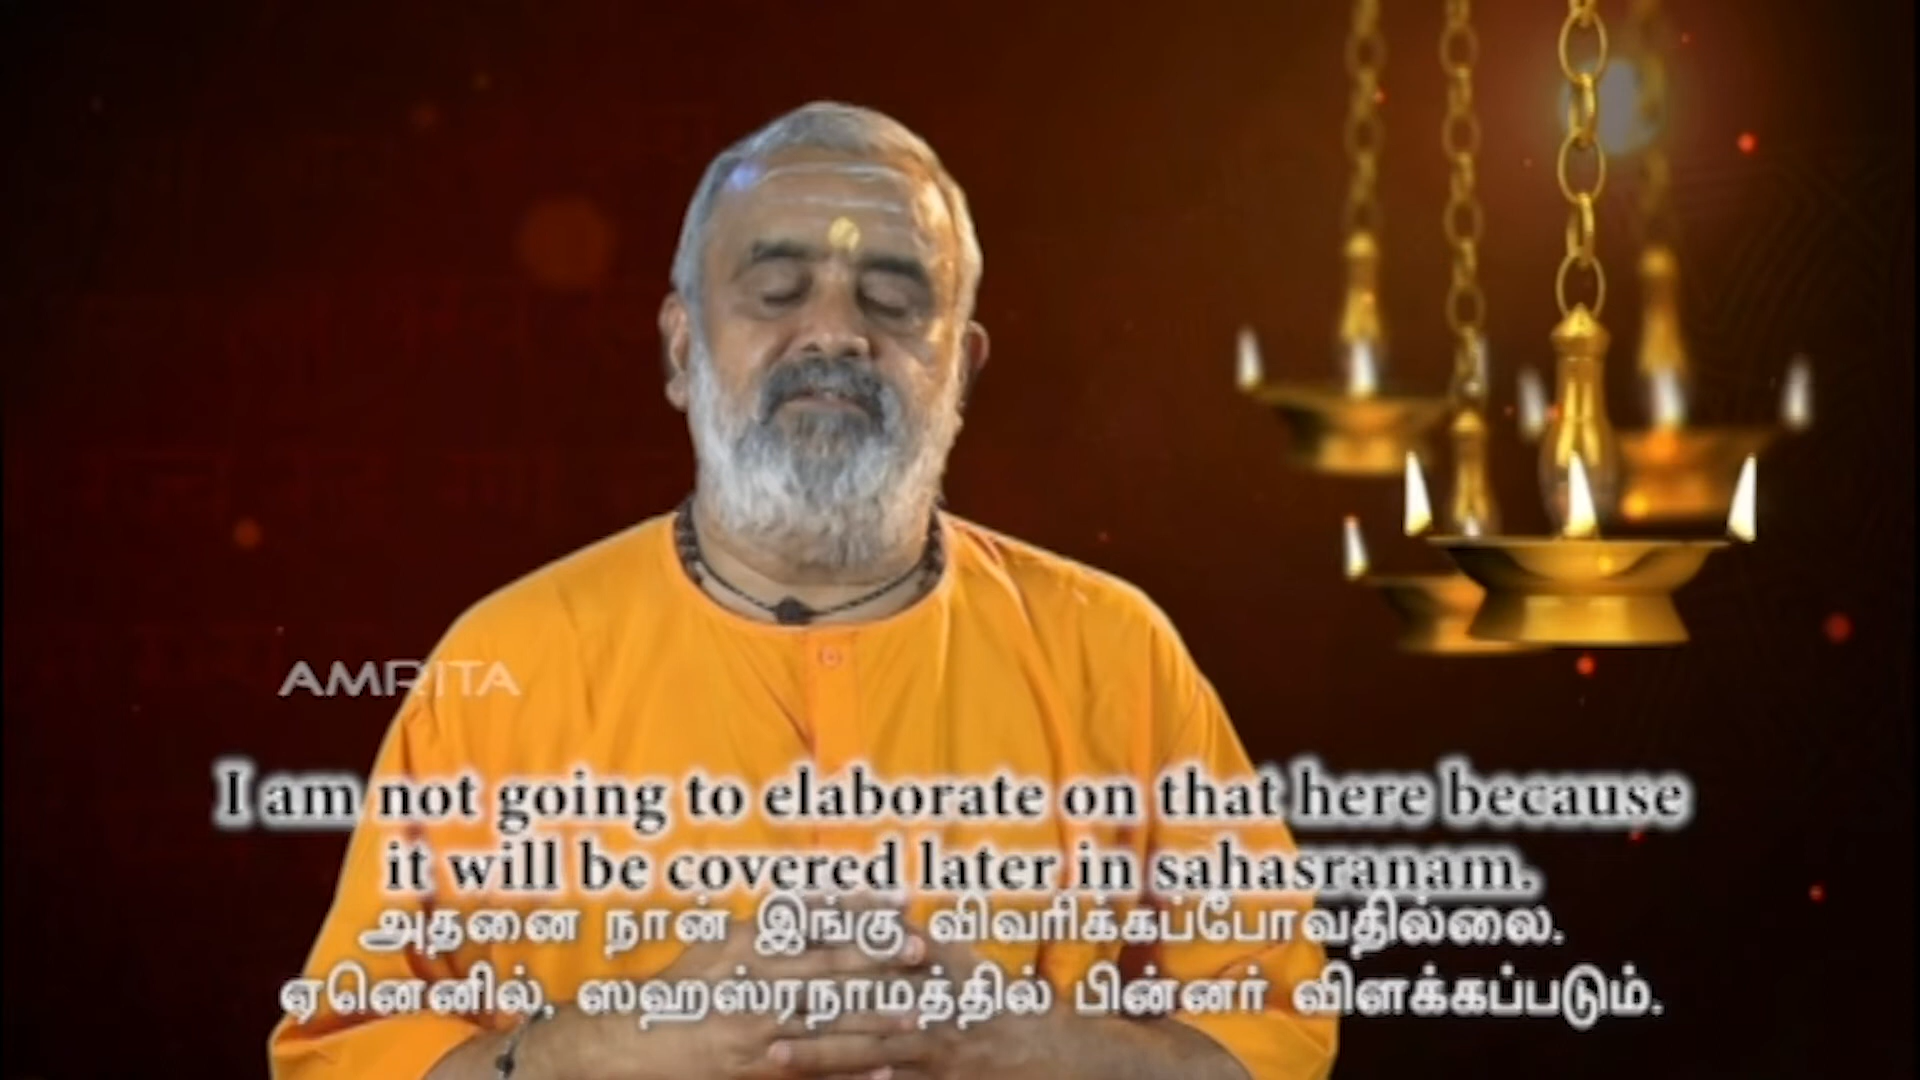 AMRITA
I am not going to elaborate on that here because
it will be covered later in sahasranam.
அதனை நான் இங்கு விவரிக்கப்போவதில்லை.
ஏனெனில், ஸஹஸ்ரநாமத்தில் பின்னர் விளக்கப்படும்.